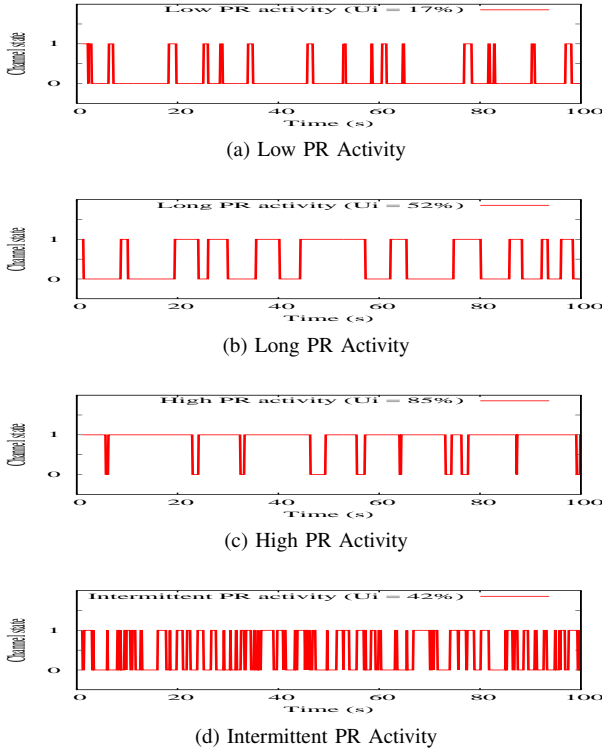 Low PR activity (Ui = 17%)
Channel state
1
0
0 20 40 60 80 100
Time (s)
(a) Low PR Activity
Long PR activity (Ui = 52%)
Channel state
1
0
0 20 40 60 80 100
Time (s)
(b) Long PR Activity
High PR activity (Ui = 85%)
Channel state
1
0
0 20 40 60 80 100
Time (s)
(c) High PR Activity
Intermittent PR activity (Ui = 42%)
Channel state
1
0
0 20 40 60 80 100
Time (s)
(d) Intermittent PR Activity